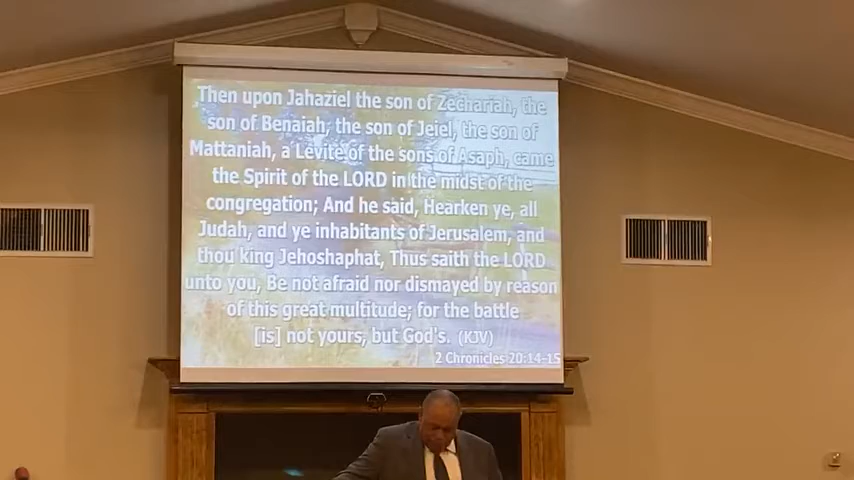 Then upon Jahaziel the son of Zechariah, the
son of Benaiah, the son of Jeiel, the son of
Mattaniah, a Levite of the sons of Asaph, came
the Spirit of the LORD in the midst of the
congregation; And he said, Hearken ye, all
Judah, and ye inhabitants of Jerusalem, and
thou king Jehoshaphat, Thus saith the LORD
unto you, Be not afraid nor dismayed by reason
of this great multitude; for the battle
[is] not yours, but God's. (KJV)
2 Chronicles 20:14-15